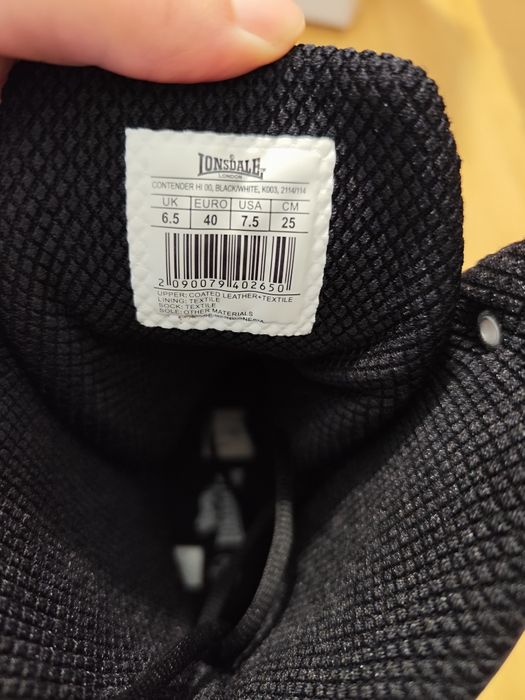 LONSDALE
LONDON
CONTENDER HI 00, BLACK/WHITE, K003, 2114/114
UK EURO USA CM
6.5 40 7.5 25
2 090079 402650
UPPER: COATED LEATHER+TEXTILE
LINING: TEXTILE
SOCK: TEXTILE
SOLE: OTHER MATERIALS